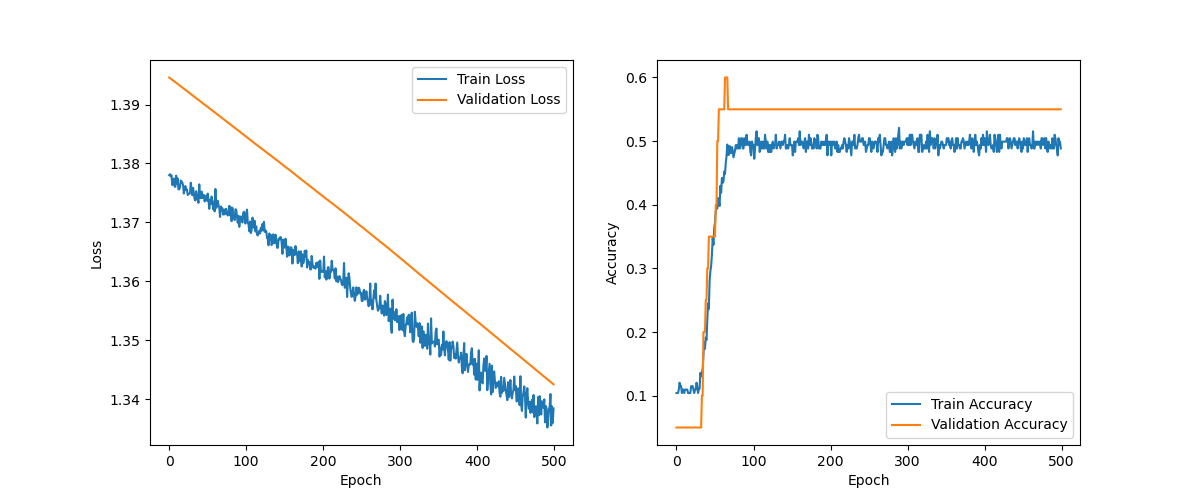 1.39
1.38
1.37
1.36
1.35
1.34
Loss
0 100 200 300 400 500
Epoch
Train Loss
Validation Loss
0.6
0.5
0.4
0.3
0.2
0.1
Accuracy
0 100 200 300 400 500
Epoch
Train Accuracy
Validation Accuracy